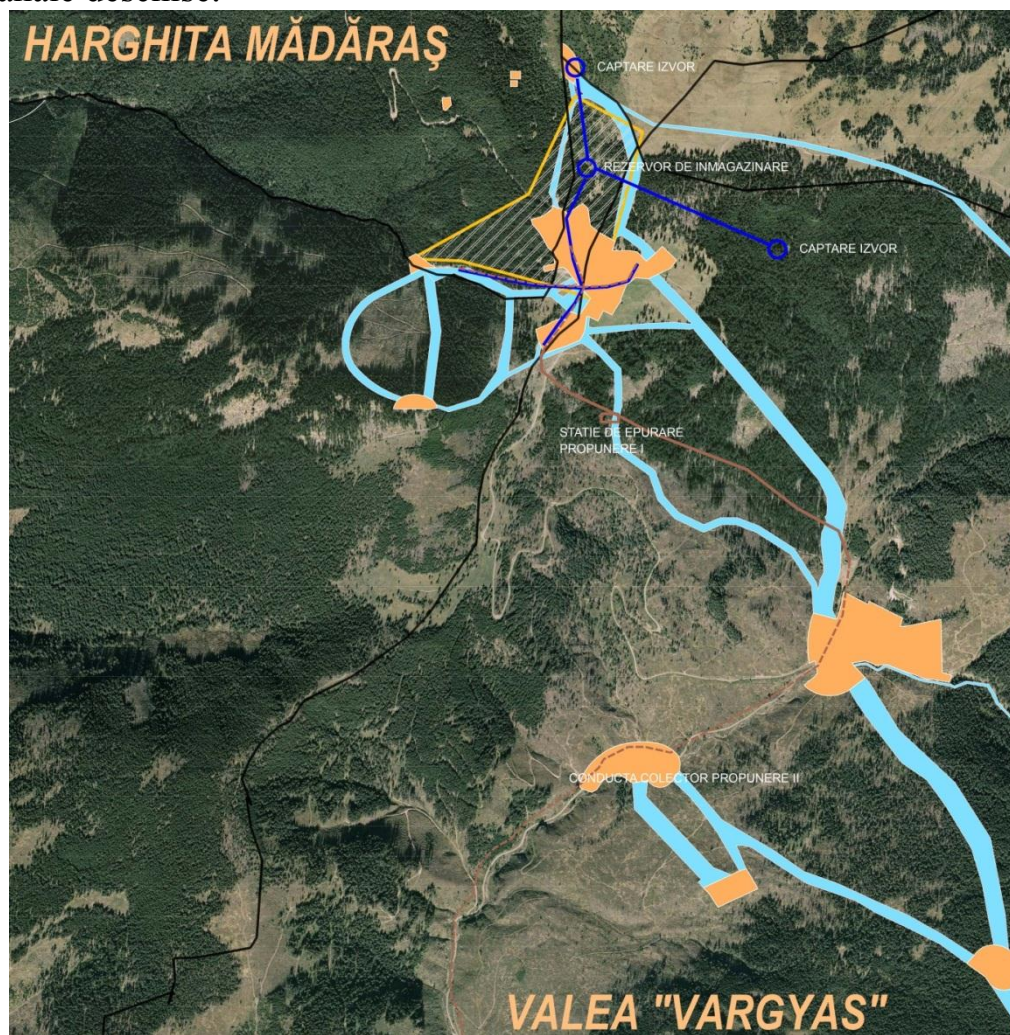 HARGHITA MĂDĂRAŞ
CAPTARE IZVOR
REZERVOR DE INMAGAZINARE
CAPTARE IZVOR
STATIE DE EPURARE
PROPUNERE I
CONDUCTA COLECTOR PROPUNERE II
VALEA "VARGYAS"